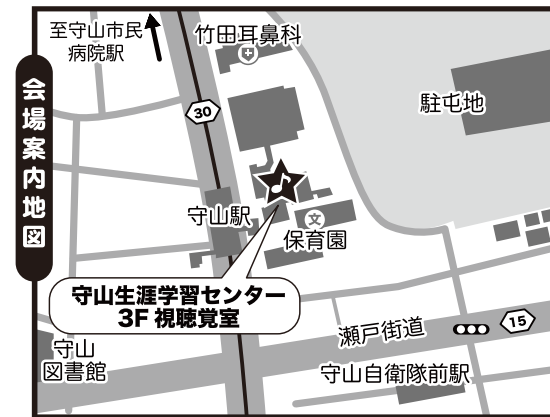 会場案内地図
至守山市民
病院駅
竹田耳鼻科
30
駐屯地
守山駅
文
保育園
守山生涯学習センター
3F 視聴覚室
瀬戸街道
15
守山
図書館
守山自衛隊前駅